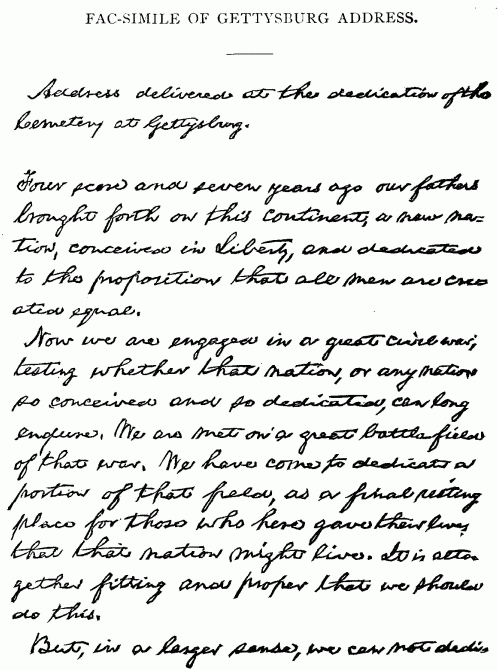 FAC-SIMILE OF GETTYSBURG ADDRESS.
Address delivered at the dedication of the
Cemetery at Gettysburg.
Four score and seven years ago our fathers
brought forth on this continent, a new na=
tion, conceived in Liberty, and dedicated
to the proposition that all men are cre-
ated equal.
Now we are engaged in a great civil war,
testing whether that nation, or any nation
so conceived and so dedicated, can long
endure. We are met on a great battle-field
of that war. We have come to dedicate a
portion of that field, as a final resting
place for those who here gave their lives
that that nation might live. It is alto-
gether fitting and proper that we should
do this.
But, in a larger sense, we can not dedi-